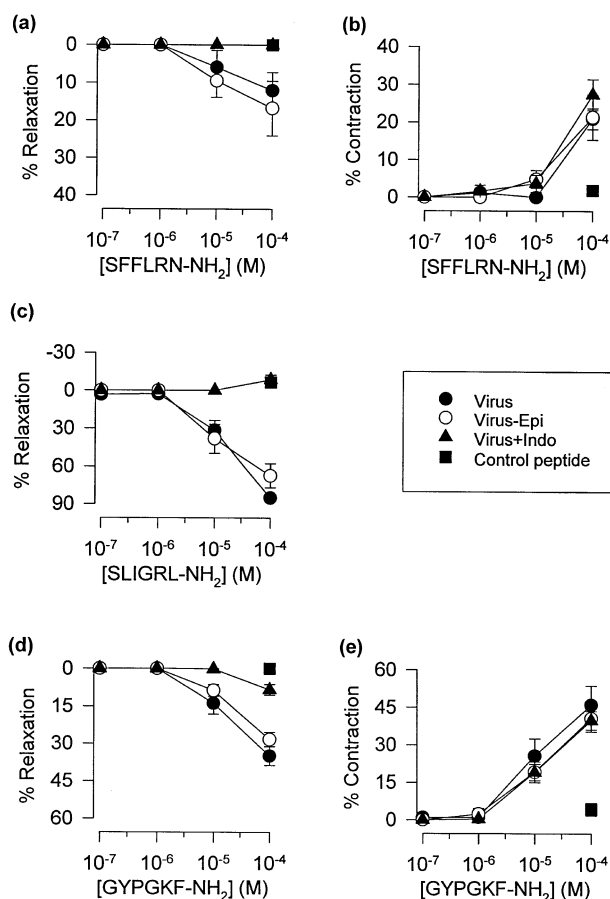 (a)
% Relaxation
0
10
20
30
40
10⁻⁷ 10⁻⁶ 10⁻⁵ 10⁻⁴
[SFFLRN-NH₂] (M)
(b)
% Contraction
40
30
20
10
0
10⁻⁷ 10⁻⁶ 10⁻⁵ 10⁻⁴
[SFFLRN-NH₂] (M)
(c)
% Relaxation
-30
0
30
60
90
10⁻⁷ 10⁻⁶ 10⁻⁵ 10⁻⁴
[SLIGRL-NH₂] (M)
Virus
Virus-Epi
Virus+Indo
Control peptide
(d)
% Relaxation
0
15
30
45
60
10⁻⁷ 10⁻⁶ 10⁻⁵ 10⁻⁴
[GYPGKF-NH₂] (M)
(e)
% Contraction
60
45
30
15
0
10⁻⁷ 10⁻⁶ 10⁻⁵ 10⁻⁴
[GYPGKF-NH₂] (M)